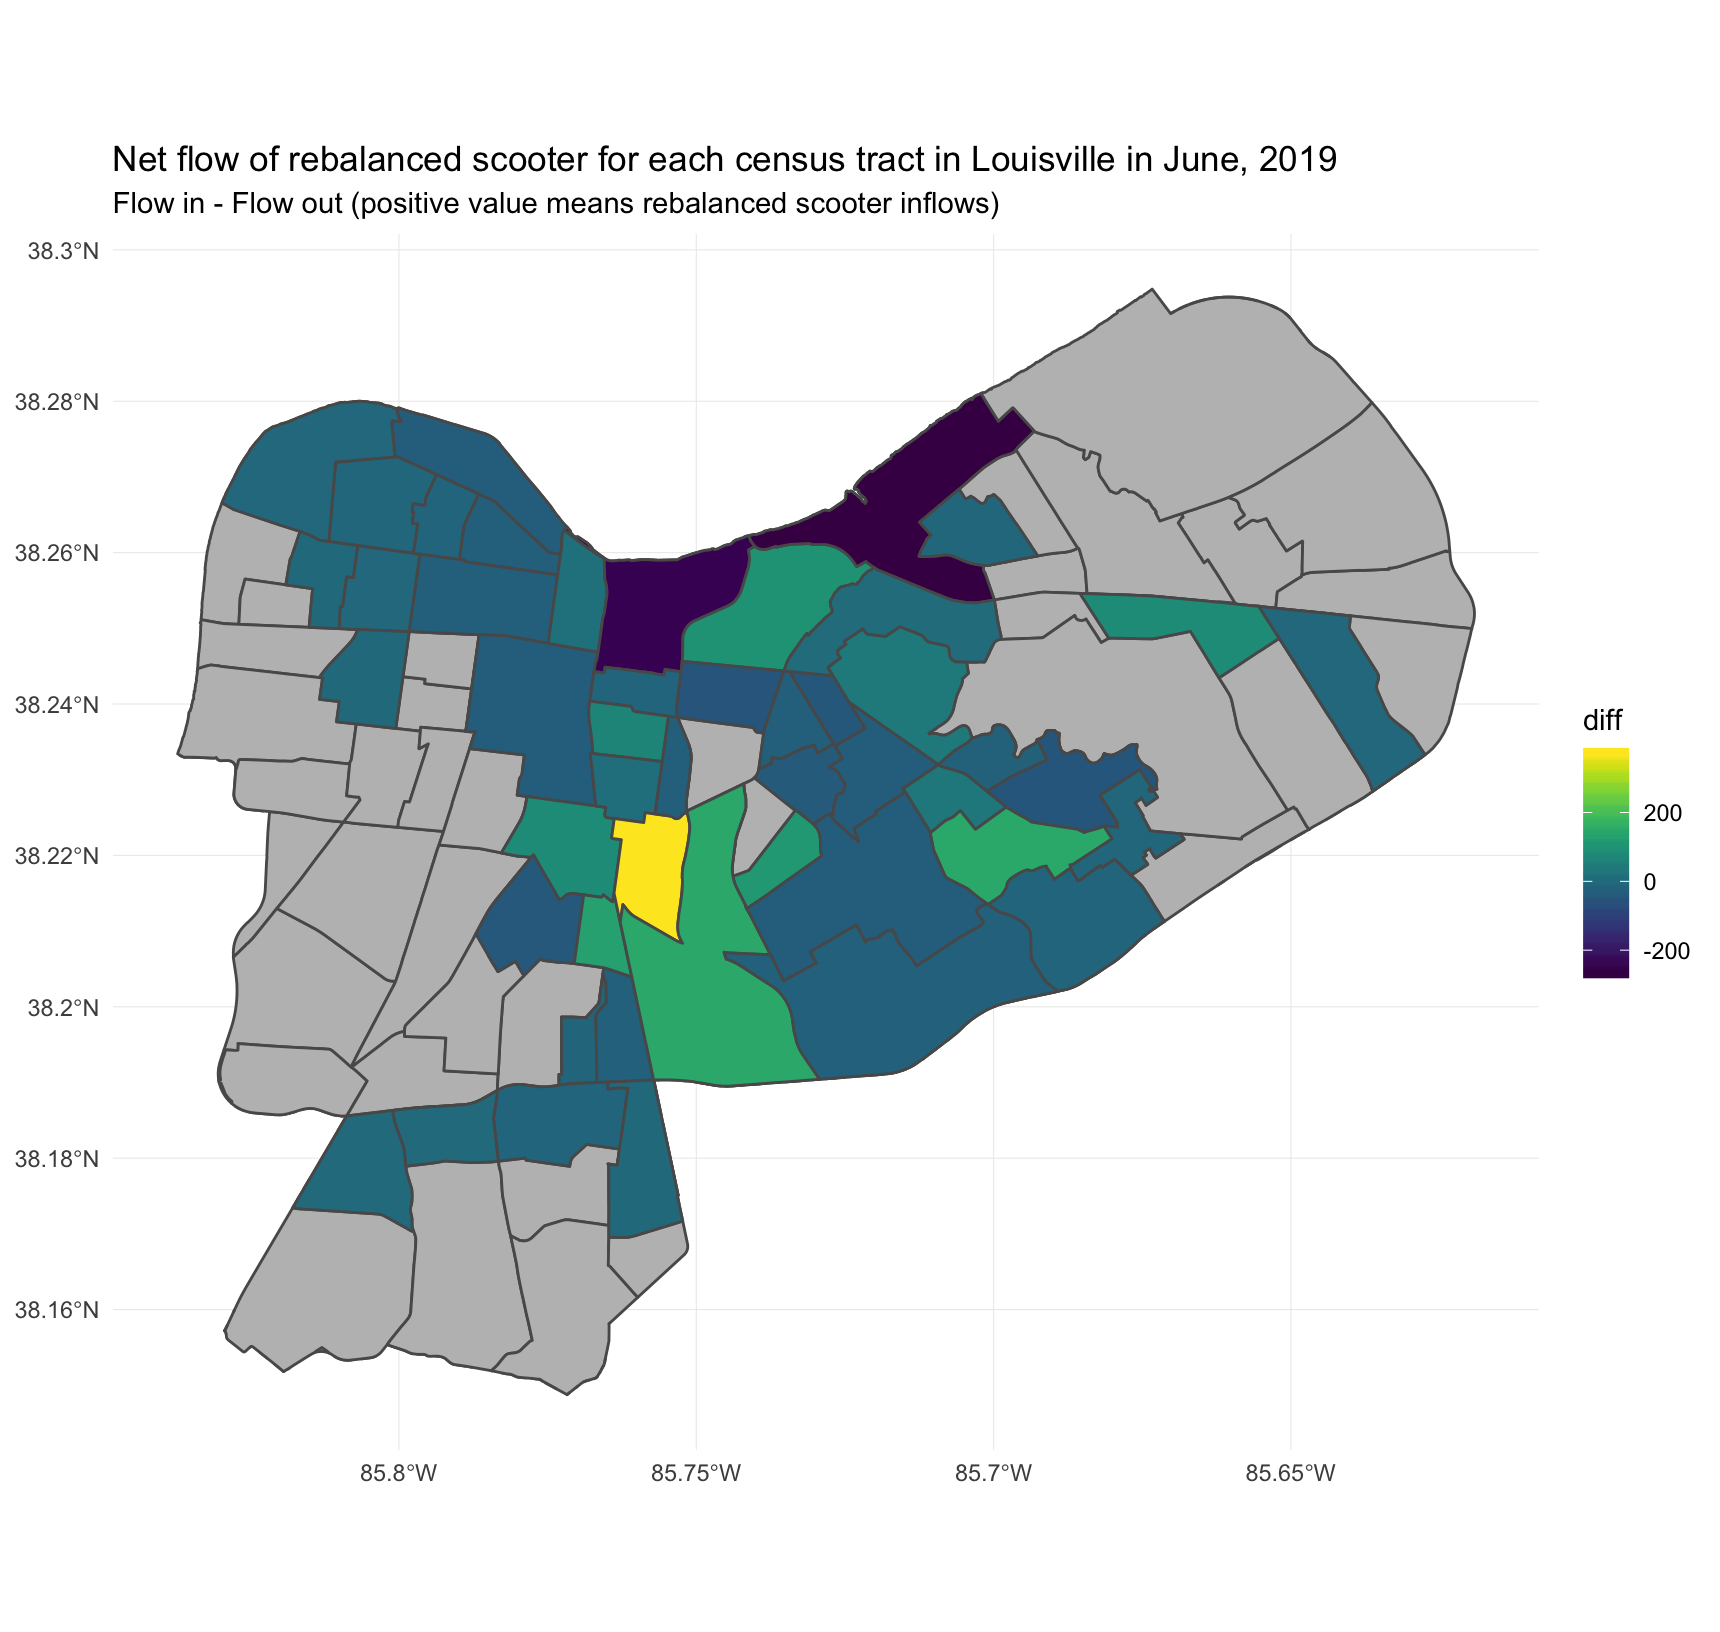 Net flow of rebalanced scooter for each census tract in Louisville in June, 2019
Flow in - Flow out (positive value means rebalanced scooter inflows)
38.3°N
38.28°N
38.26°N
38.24°N
38.22°N
38.2°N
38.18°N
38.16°N
85.8°W
85.75°W
85.7°W
85.65°W
diff
200
0
-200